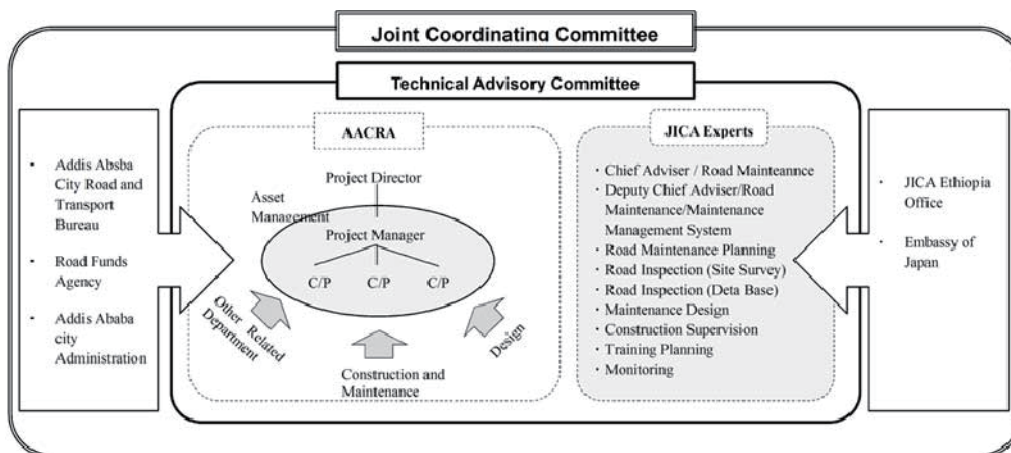 Joint Coordinating Committee
Technical Advisory Committee
Addis Absba
City Road and
Transport
Bureau
Road Funds
Agency
Addis Ababa
city
Administration
AACRA
Project Director
Asset
Management
Project Manager
C/P C/P C/P
Other Related
Department
Construction and
Maintenance
Design
JICA Experts
・Chief Adviser / Road Mainteannce
・Deputy Chief Adviser/Road
Maintenance/Maintenance
Management System
・Road Maintenance Planning
・Road Inspection (Site Survey)
・Road Inspection (Deta Base)
・Maintenance Design
・Construction Supervision
・Training Planning
・Monitoring
・JICA Ethiopia
Office
・Embassy of
Japan